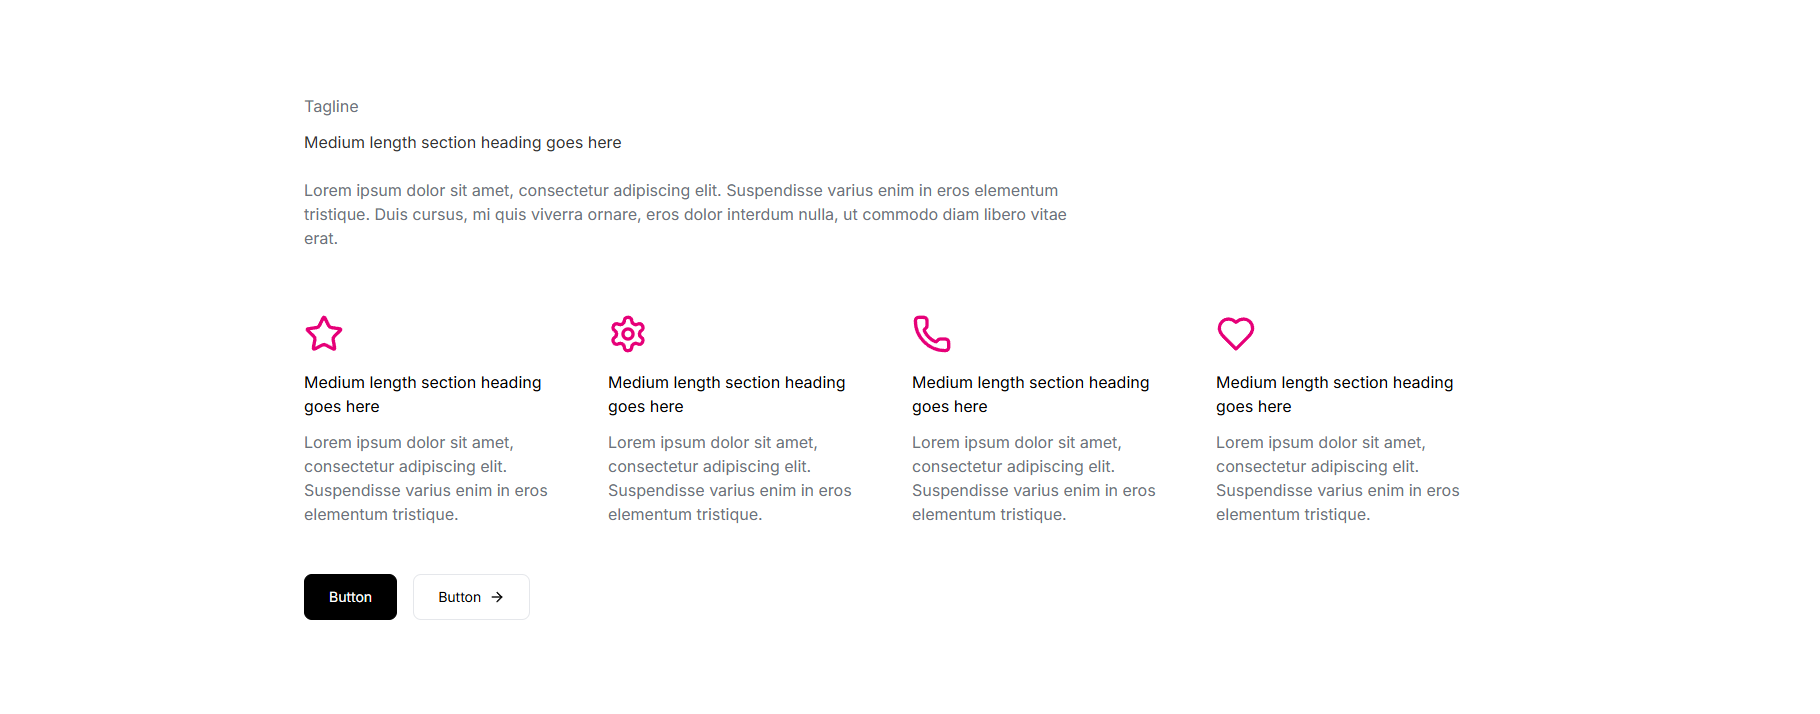 Tagline
Medium length section heading goes here
Lorem ipsum dolor sit amet, consectetur adipiscing elit. Suspendisse varius enim in eros elementum
tristique. Duis cursus, mi quis viverra ornare, eros dolor interdum nulla, ut commodo diam libero vitae
erat.
Medium length section heading
goes here
Lorem ipsum dolor sit amet,
consectetur adipiscing elit.
Suspendisse varius enim in eros
elementum tristique.
Medium length section heading
goes here
Lorem ipsum dolor sit amet,
consectetur adipiscing elit.
Suspendisse varius enim in eros
elementum tristique.
Medium length section heading
goes here
Lorem ipsum dolor sit amet,
consectetur adipiscing elit.
Suspendisse varius enim in eros
elementum tristique.
Medium length section heading
goes here
Lorem ipsum dolor sit amet,
consectetur adipiscing elit.
Suspendisse varius enim in eros
elementum tristique.
Button
Button